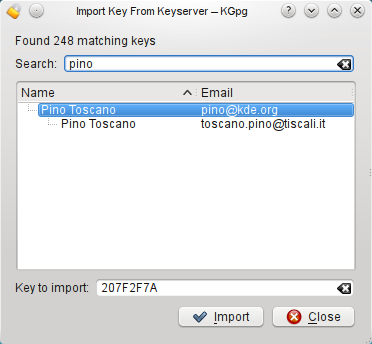 Import Key From Keyserver – KGpg
Found 248 matching keys
Search: pino
Name Email
Pino Toscano pino@kde.org
Pino Toscano toscano.pino@tiscali.it
Key to import: 207F2F7A
Import Close